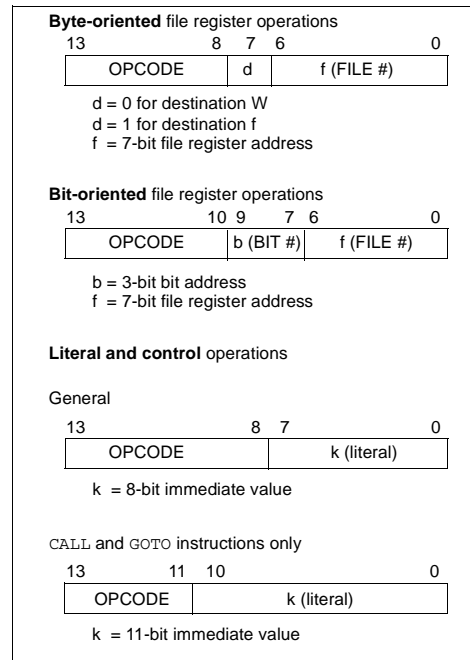 Byte-oriented file register operations
13 8 7 6 0
OPCODE d f (FILE #)
d = 0 for destination W
d = 1 for destination f
f = 7-bit file register address
Bit-oriented file register operations
13 10 9 7 6 0
OPCODE b (BIT #) f (FILE #)
b = 3-bit bit address
f = 7-bit file register address
Literal and control operations
General
13 8 7 0
OPCODE k (literal)
k = 8-bit immediate value
CALL and GOTO instructions only
13 11 10 0
OPCODE k (literal)
k = 11-bit immediate value